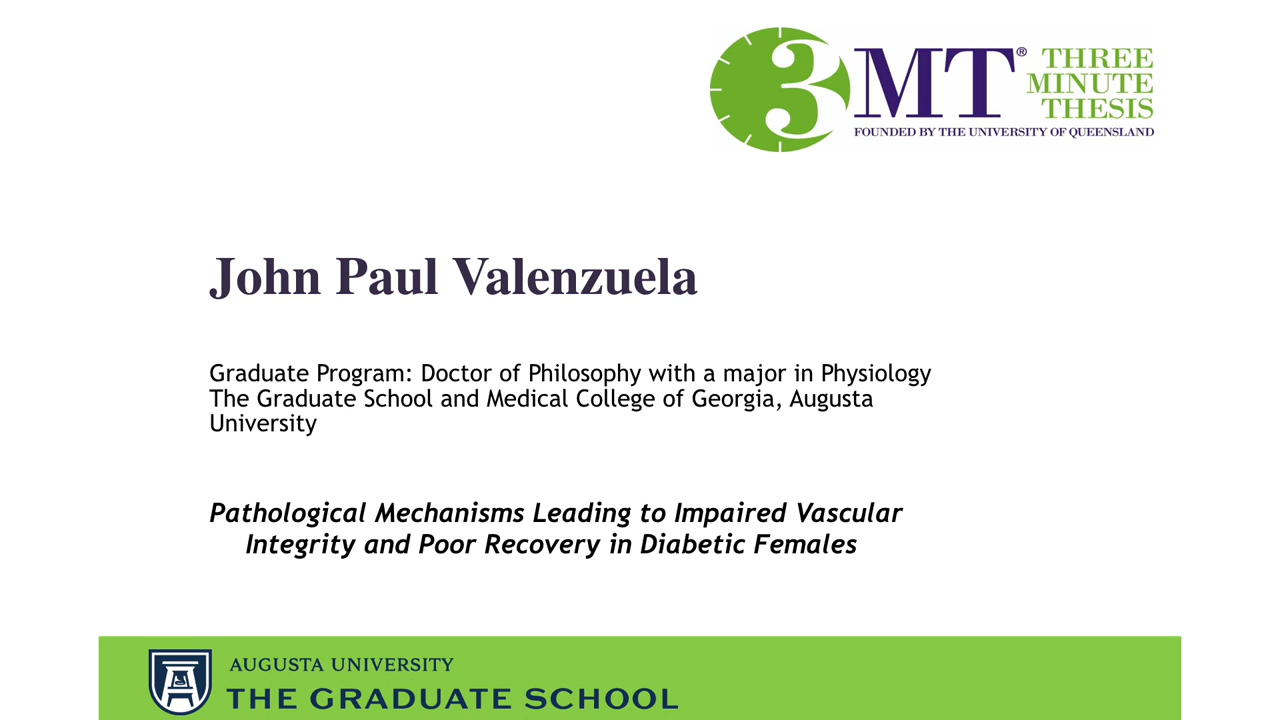 3MT® THREE
MINUTE
THESIS
FOUNDED BY THE UNIVERSITY OF QUEENSLAND
John Paul Valenzuela
Graduate Program: Doctor of Philosophy with a major in Physiology
The Graduate School and Medical College of Georgia, Augusta
University
Pathological Mechanisms Leading to Impaired Vascular
Integrity and Poor Recovery in Diabetic Females
AUGUSTA UNIVERSITY
THE GRADUATE SCHOOL